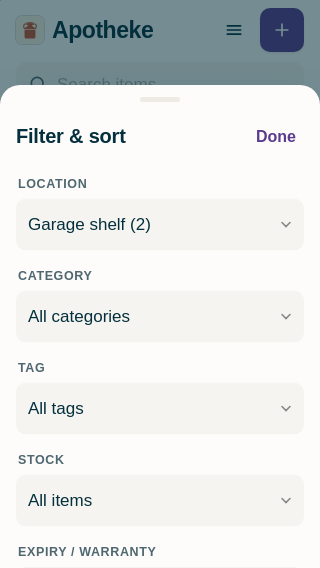 Apotheke
Search items
Filter & sort
Done
LOCATION
Garage shelf (2)
CATEGORY
All categories
TAG
All tags
STOCK
All items
EXPIRY / WARRANTY